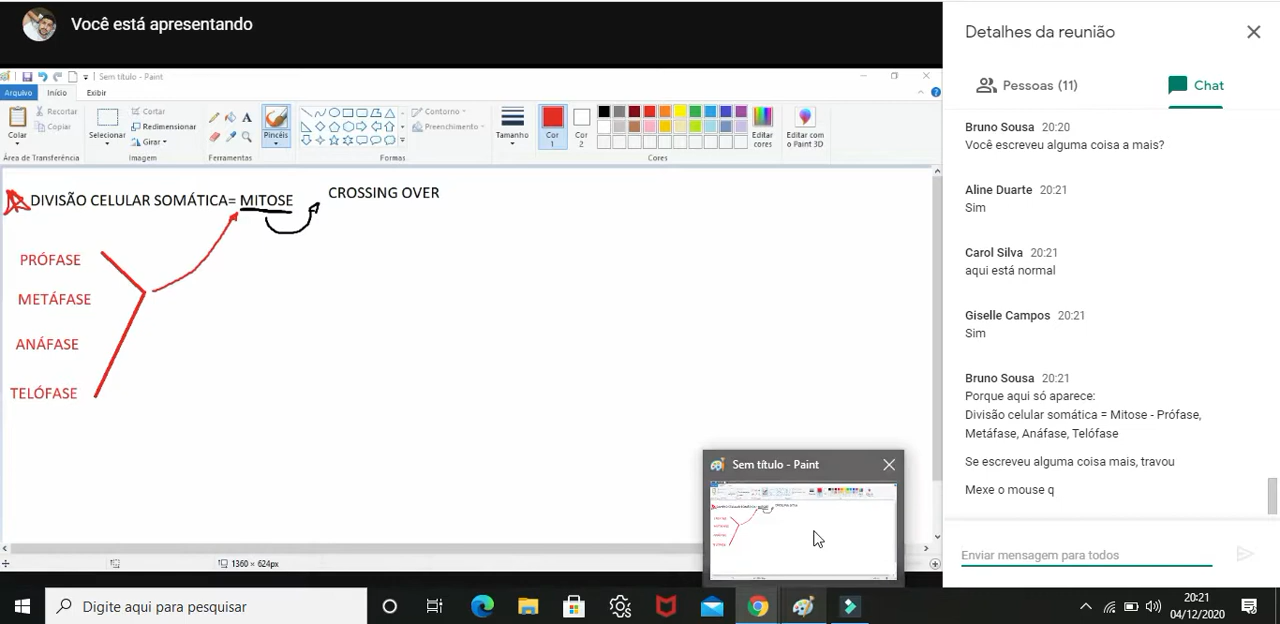 Você está apresentando
Sem título - Paint
Arquivo
Início
Exibir
Colar
Recortar
Copiar
Área de Transferência
Selecionar
Cortar
Redimensionar
Girar
Imagem
Ferramentas
Pincéis
Contorno
Preenchimento
Formas
Tamanho
Cor
1
Cor
2
Editar
cores
Cores
Editar com
o Paint 3D
DIVISÃO CELULAR SOMÁTICA= MITOSE
CROSSING OVER
PRÓFASE
METÁFASE
ANÁFASE
TELÓFASE
1360 × 624px
Sem título - Paint
Detalhes da reunião
Pessoas (11)
Chat
Bruno Sousa 20:20
Você escreveu alguma coisa a mais?
Aline Duarte 20:21
Sim
Carol Silva 20:21
aqui está normal
Giselle Campos 20:21
Sim
Bruno Sousa 20:21
Porque aqui só aparece:
Divisão celular somática = Mitose - Prófase,
Metáfase, Anáfase, Telófase
Se escreveu alguma coisa mais, travou
Mexe o mouse q
Enviar mensagem para todos
Digite aqui para pesquisar
20:21
04/12/2020